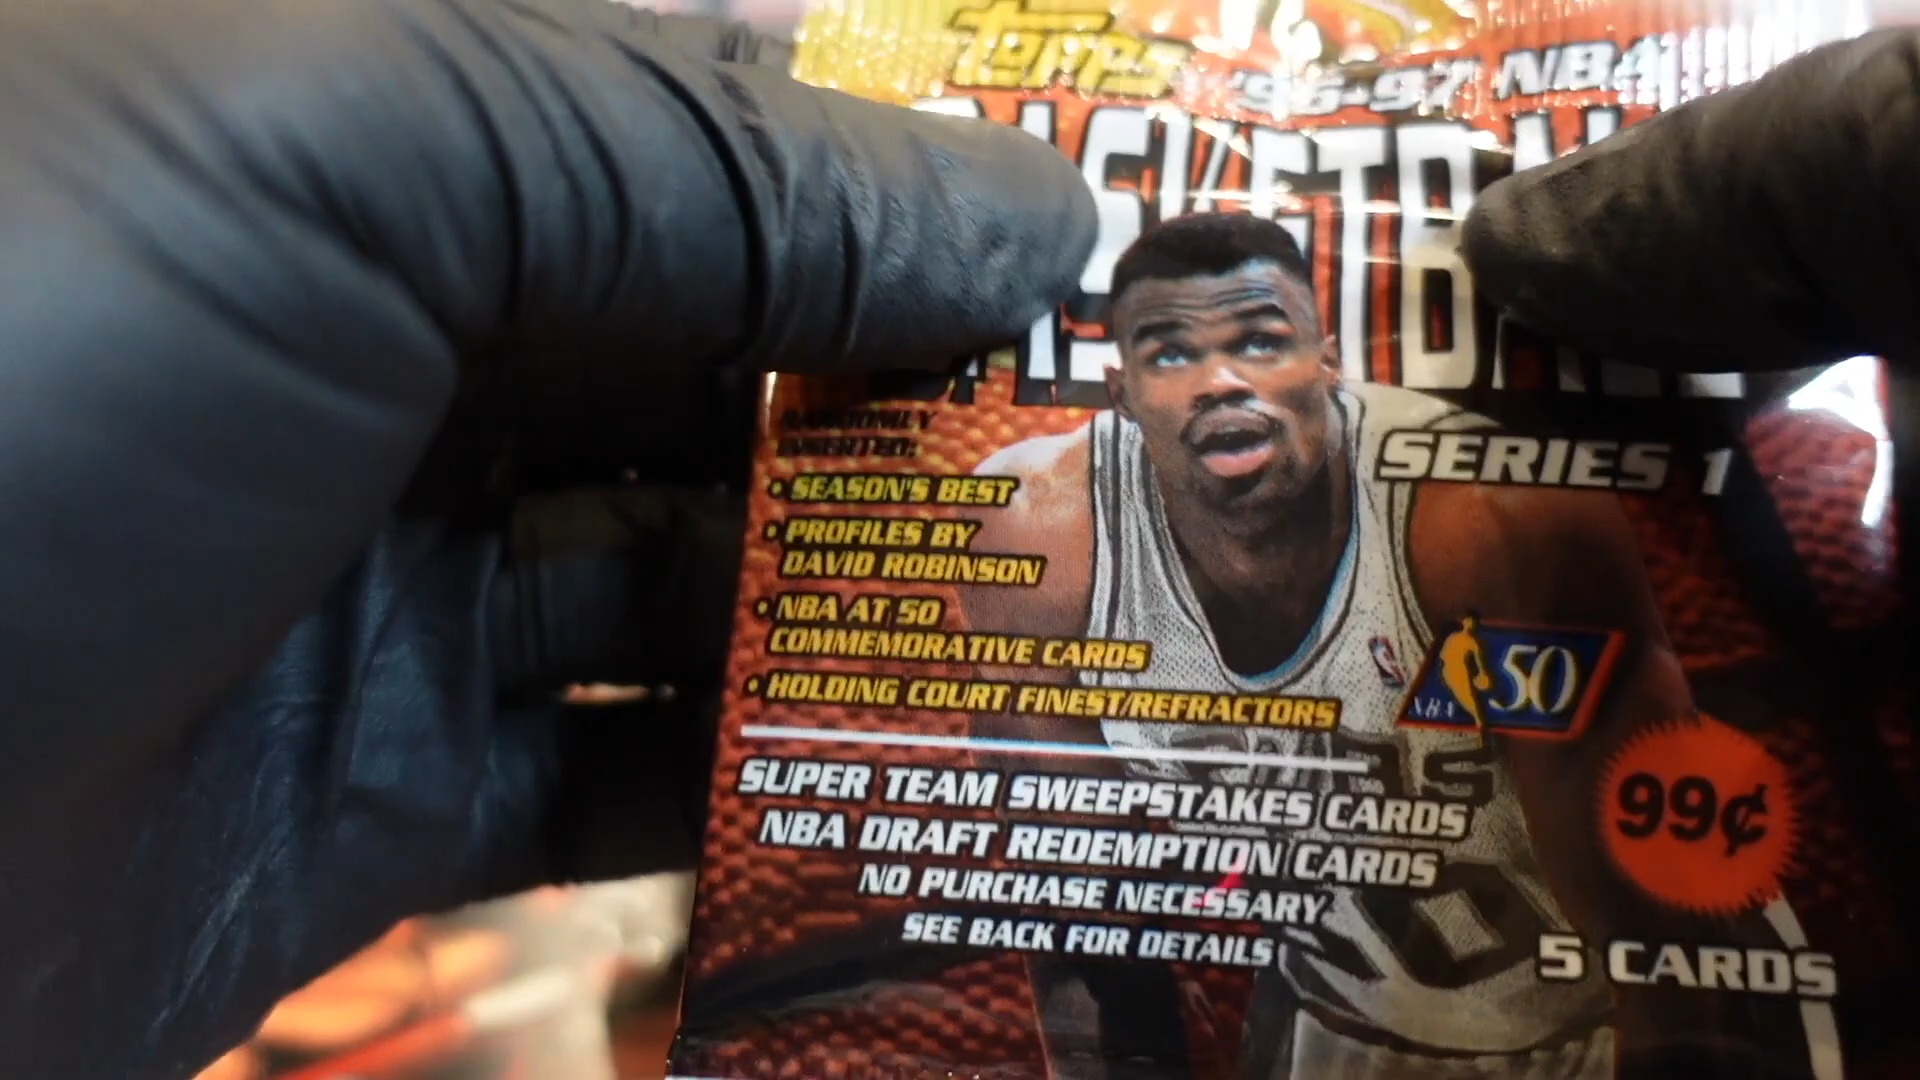 Topps '96-97 NBA
BASKETBALL
RANDOMLY
INSERTED:
• SEASON'S BEST
• PROFILES BY
DAVID ROBINSON
• NBA AT 50
COMMEMORATIVE CARDS
• HOLDING COURT FINEST/REFRACTORS
SERIES 1
NBA 50
SUPER TEAM SWEEPSTAKES CARDS
NBA DRAFT REDEMPTION CARDS
NO PURCHASE NECESSARY
SEE BACK FOR DETAILS
99¢
5 CARDS